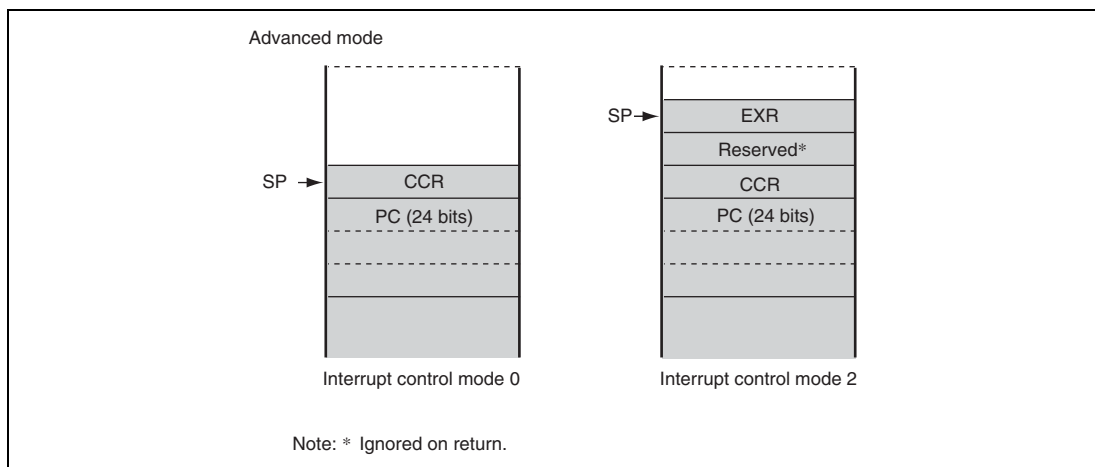 Advanced mode
SP
CCR
PC (24 bits)
Interrupt control mode 0
SP
EXR
Reserved*
CCR
PC (24 bits)
Interrupt control mode 2
Note: * Ignored on return.